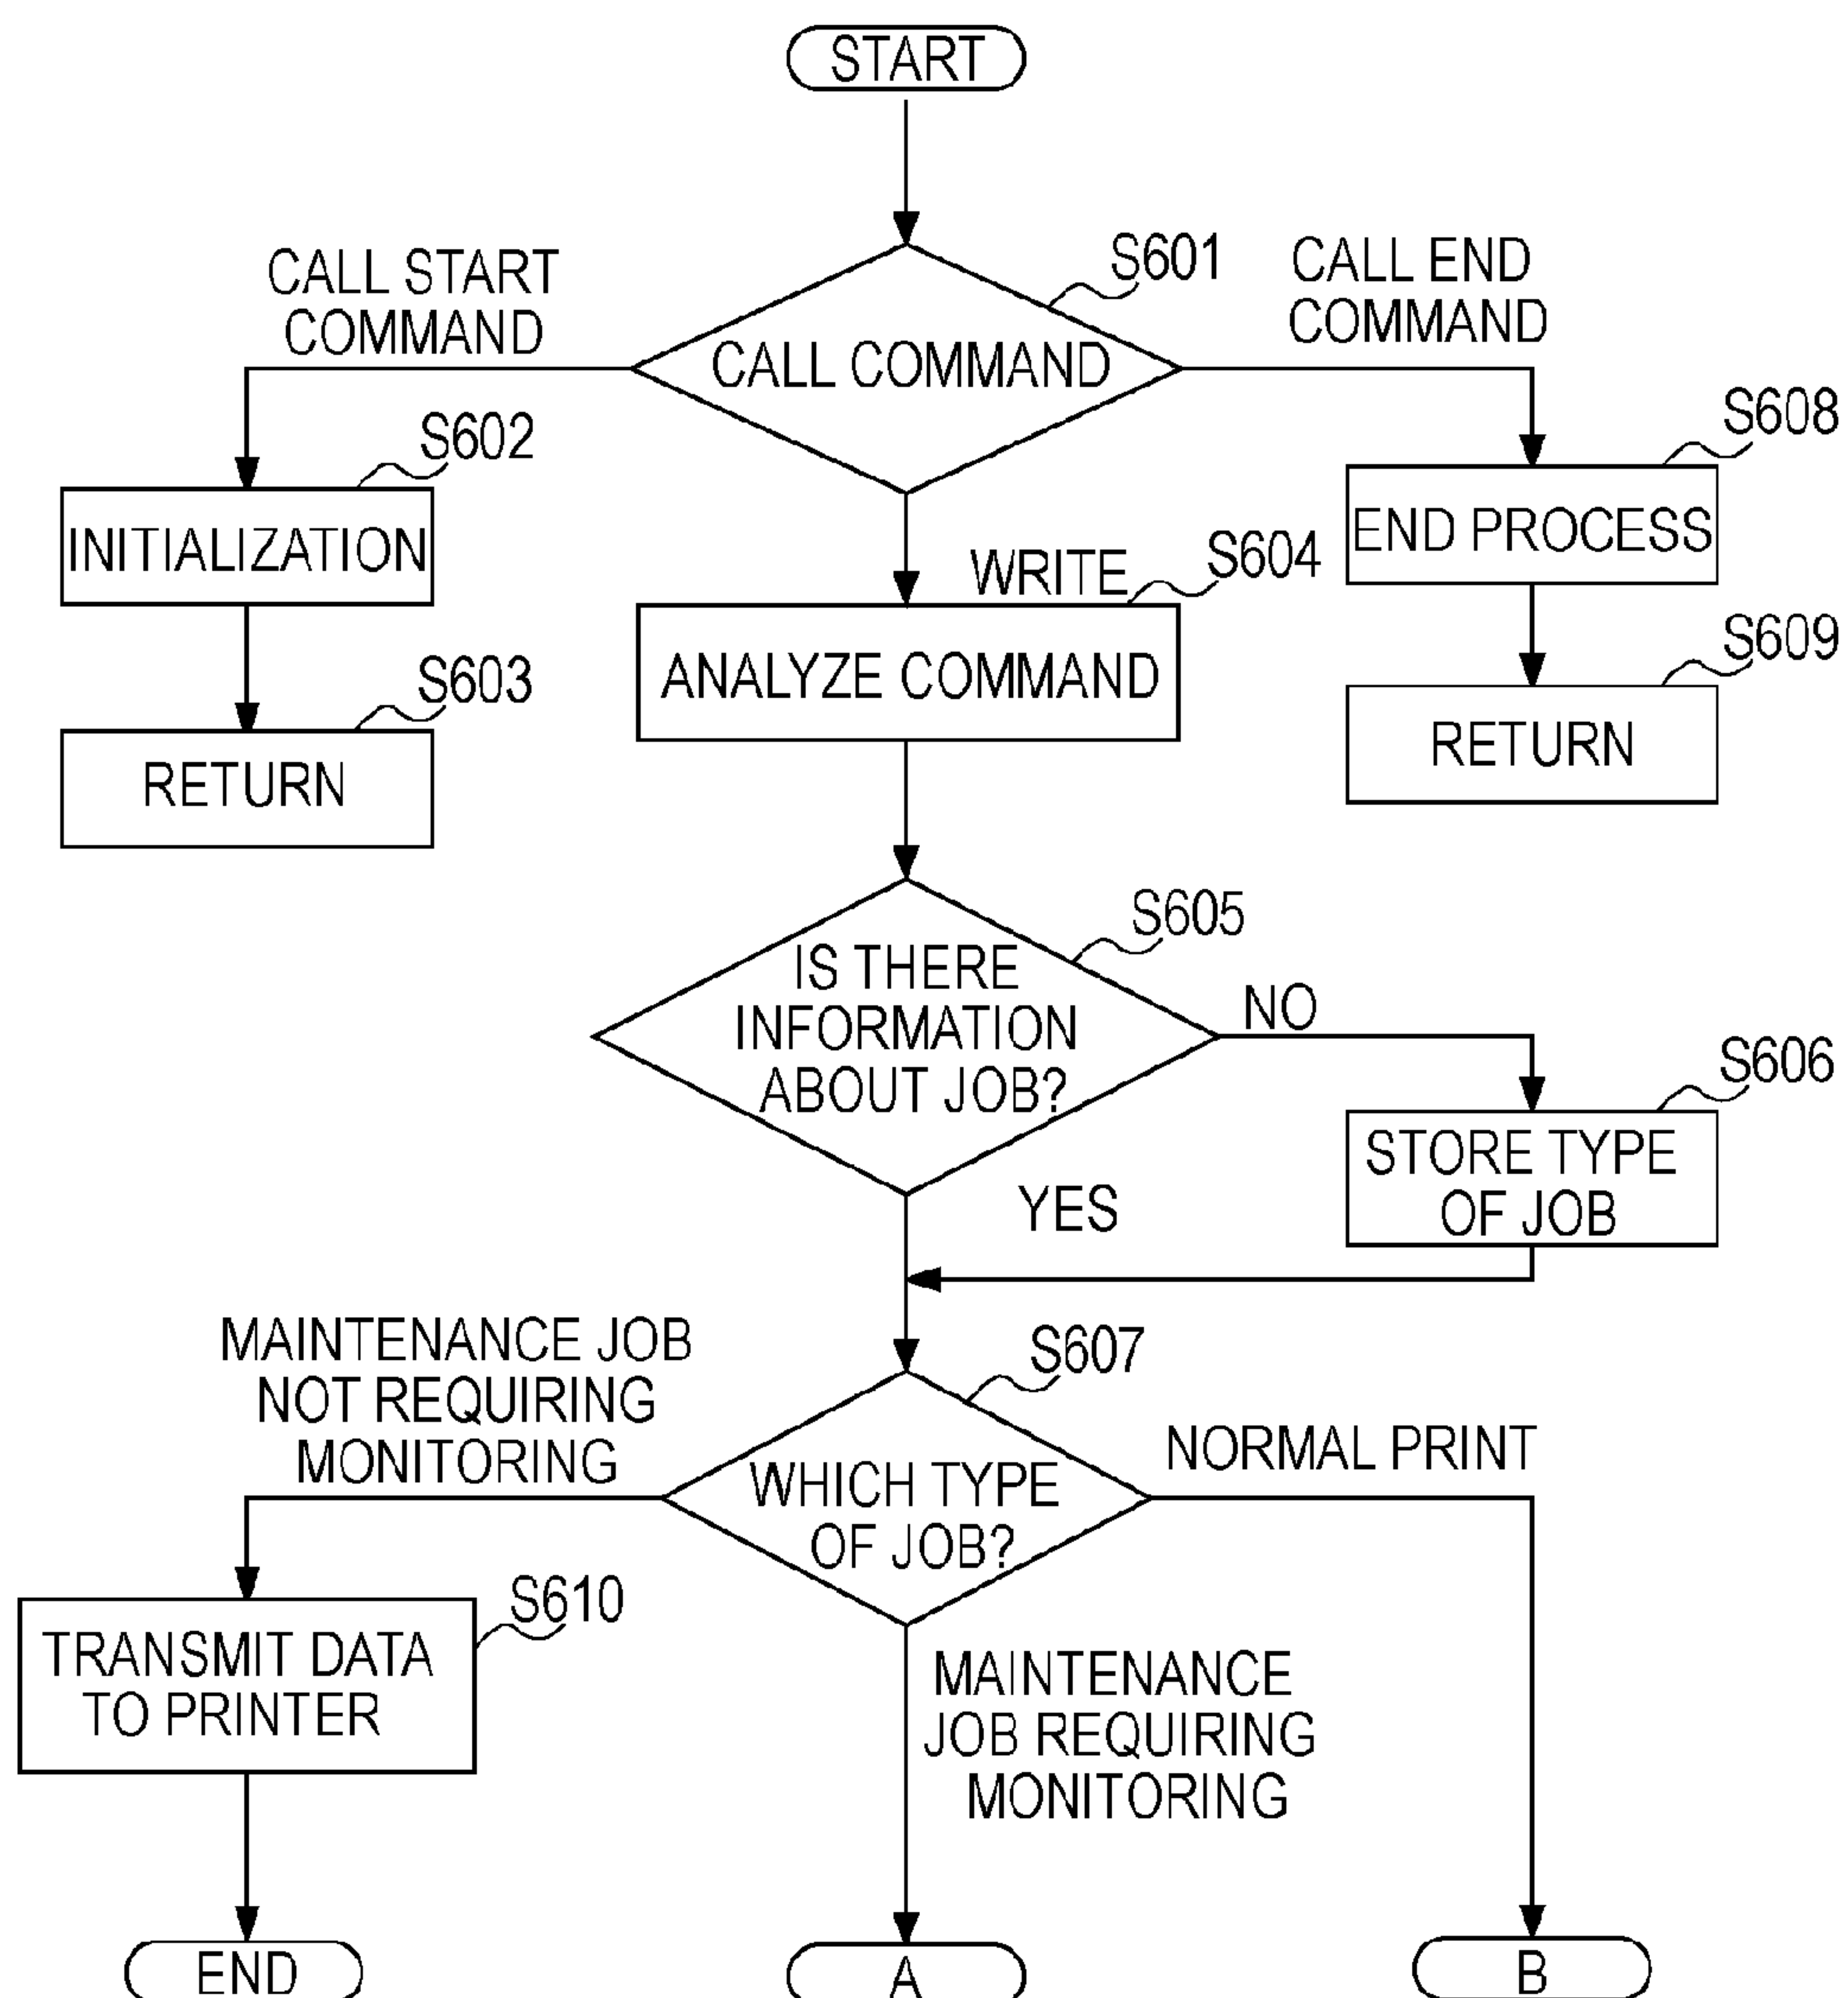 START
S601
CALL START
COMMAND
CALL END
COMMAND
CALL COMMAND
S602
S608
INITIALIZATION
END PROCESS
WRITE
S604
S603
S609
ANALYZE COMMAND
RETURN
RETURN
S605
IS THERE
INFORMATION
ABOUT JOB?
NO
S606
STORE TYPE
OF JOB
YES
MAINTENANCE JOB
NOT REQUIRING
MONITORING
S607
NORMAL PRINT
WHICH TYPE
OF JOB?
S610
TRANSMIT DATA
TO PRINTER
MAINTENANCE
JOB REQUIRING
MONITORING
END
A
B